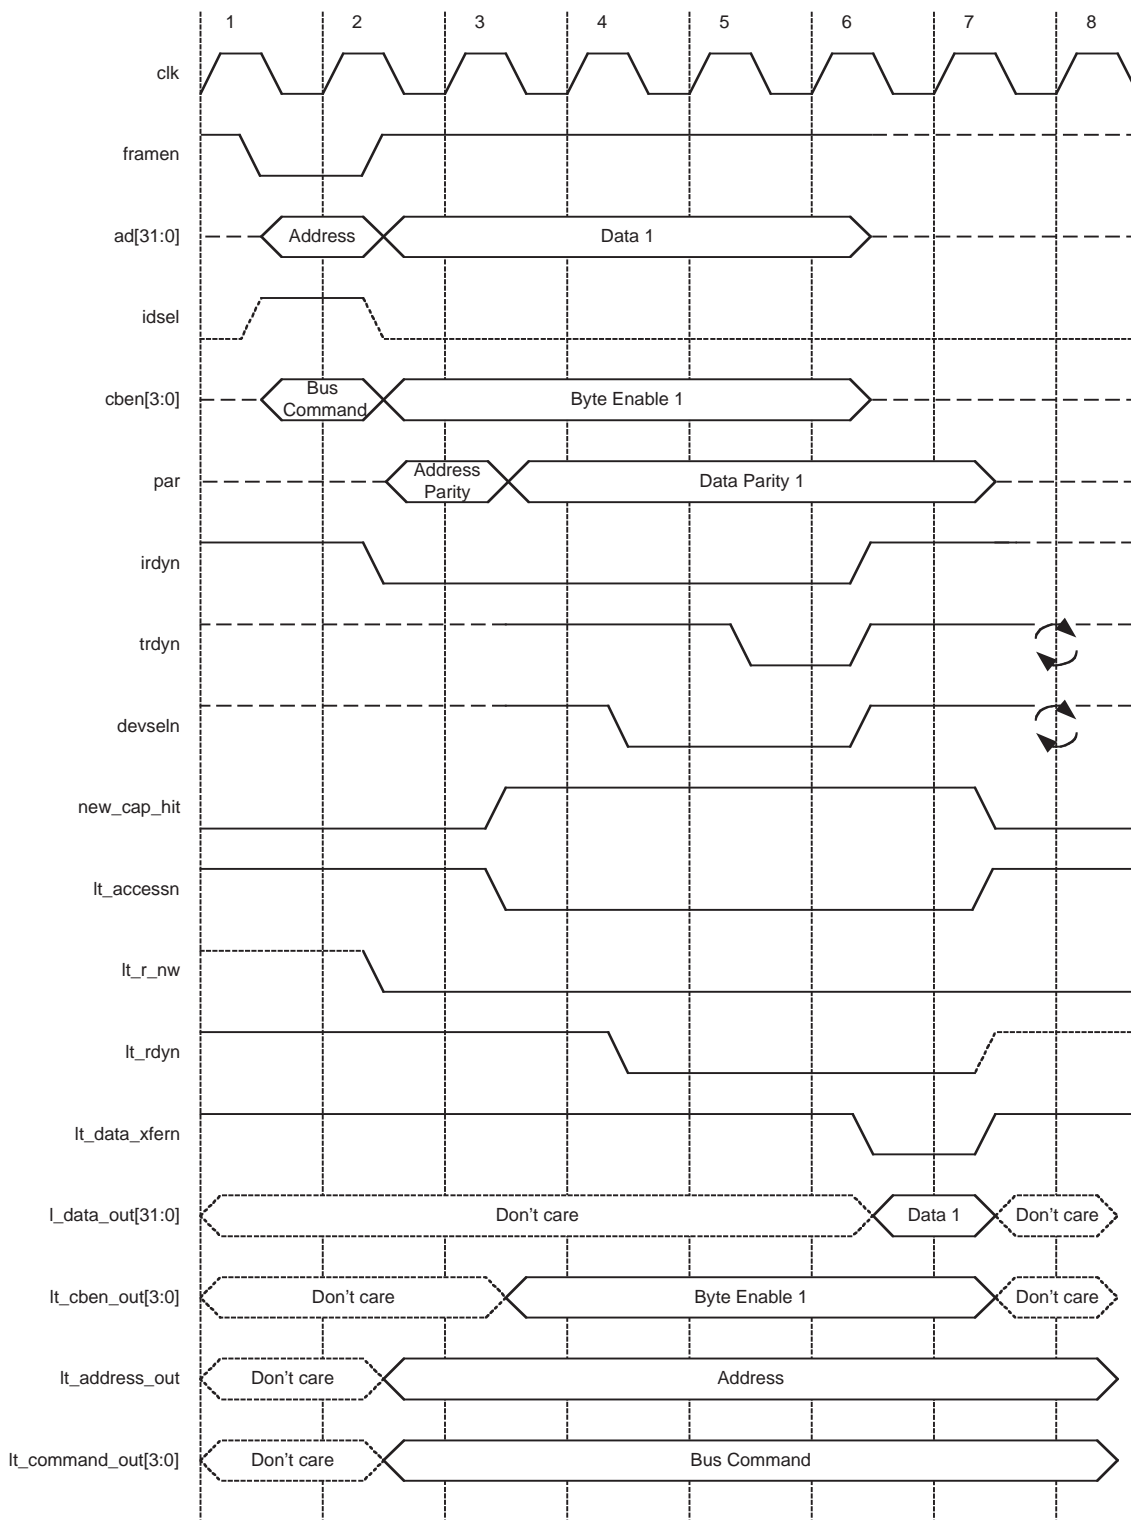 1 2 3 4 5 6 7 8
clk
framen
ad[31:0] Address Data 1
idsel
cben[3:0] Bus Command Byte Enable 1
par Address Parity Data Parity 1
irdyn
trdyn
devseln
new_cap_hit
lt_accessn
lt_r_nw
lt_rdyn
lt_data_xfern
l_data_out[31:0] Don't care Data 1 Don't care
lt_cben_out[3:0] Don't care Byte Enable 1 Don't care
lt_address_out Don't care Address
lt_command_out[3:0] Don't care Bus Command